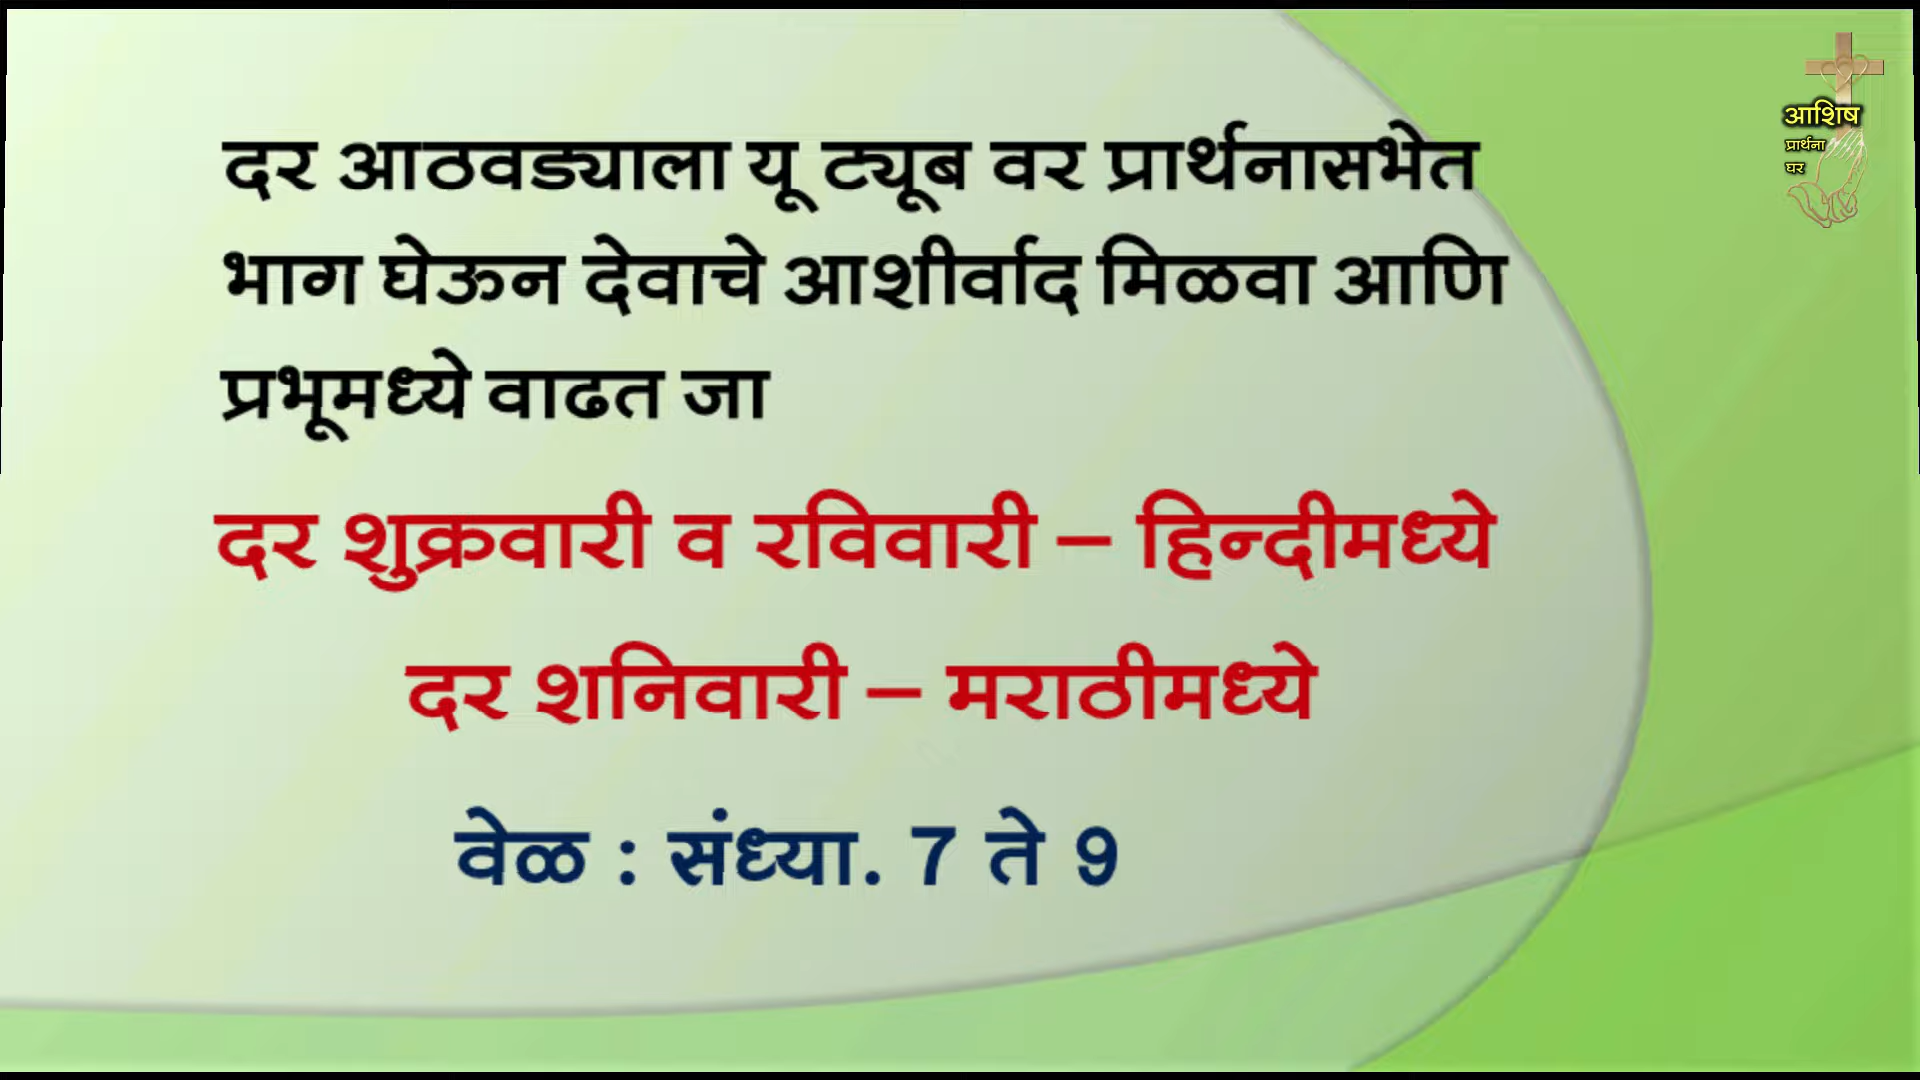 आशिष
प्रार्थना
घर
दर आठवड्याला यू ट्यूब वर प्रार्थनासभेत
भाग घेऊन देवाचे आशीर्वाद मिळवा आणि
प्रभूमध्ये वाढत जा
दर शुक्रवारी व रविवारी – हिन्दीमध्ये
दर शनिवारी – मराठीमध्ये
वेळ : संध्या. 7 ते 9